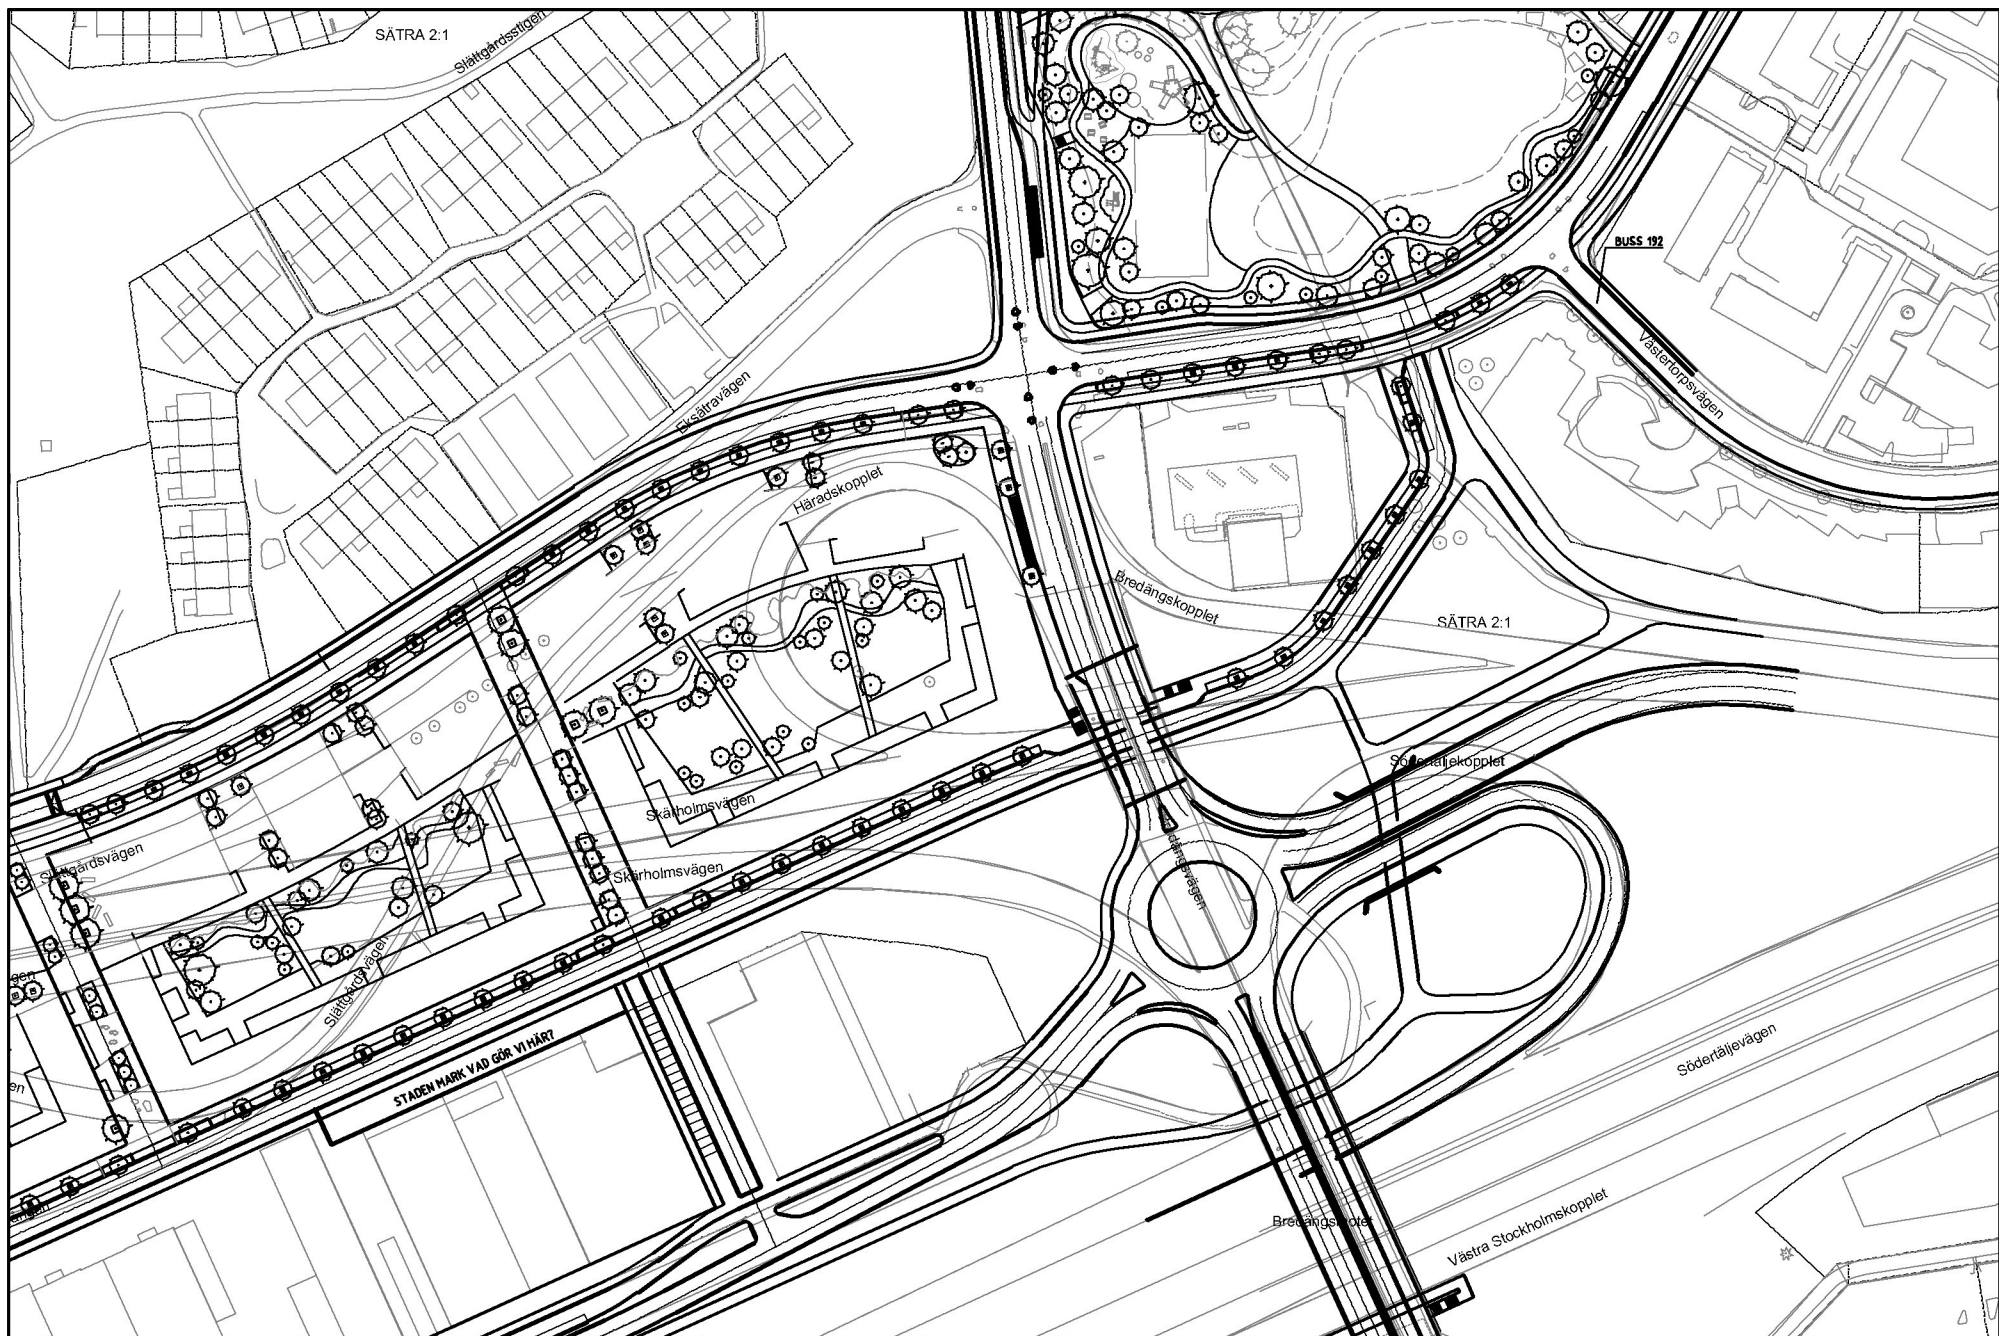 SÄTRA 2:1
Slättgårdsstigen
BUSS 192
Västertorpsvägen
Eksätravägen
Häradskopplet
Bredängskopplet
SÄTRA 2:1
Södertäljekopplet
Skärholmsvägen
Slättgårdsvägen
Skärholmsvägen
Slättgårdsvägen
STADEN MARK VAD GÖR VI HÄR?
Södertäljevägen
Västra Stockholmskopplet